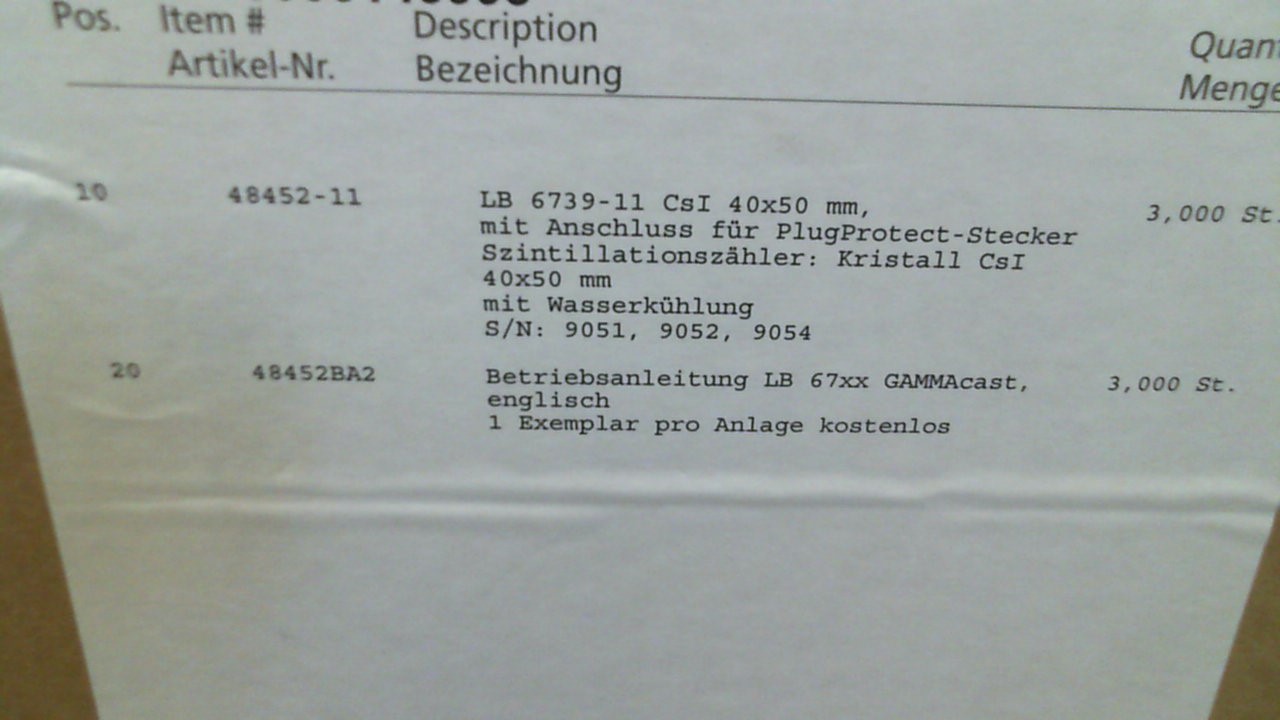 Pos. Item # Description
Artikel-Nr. Bezeichnung Menge
10 48452-11 LB 6739-11 CsI 40x50 mm, 3,000 St.
mit Anschluss für PlugProtect-Stecker
Szintillationszähler: Kristall CsI
40x50 mm
mit Wasserkühlung
S/N: 9051, 9052, 9054
20 48452BA2 Betriebsanleitung LB 67xx GAMMAcast, 3,000 St.
englisch
1 Exemplar pro Anlage kostenlos